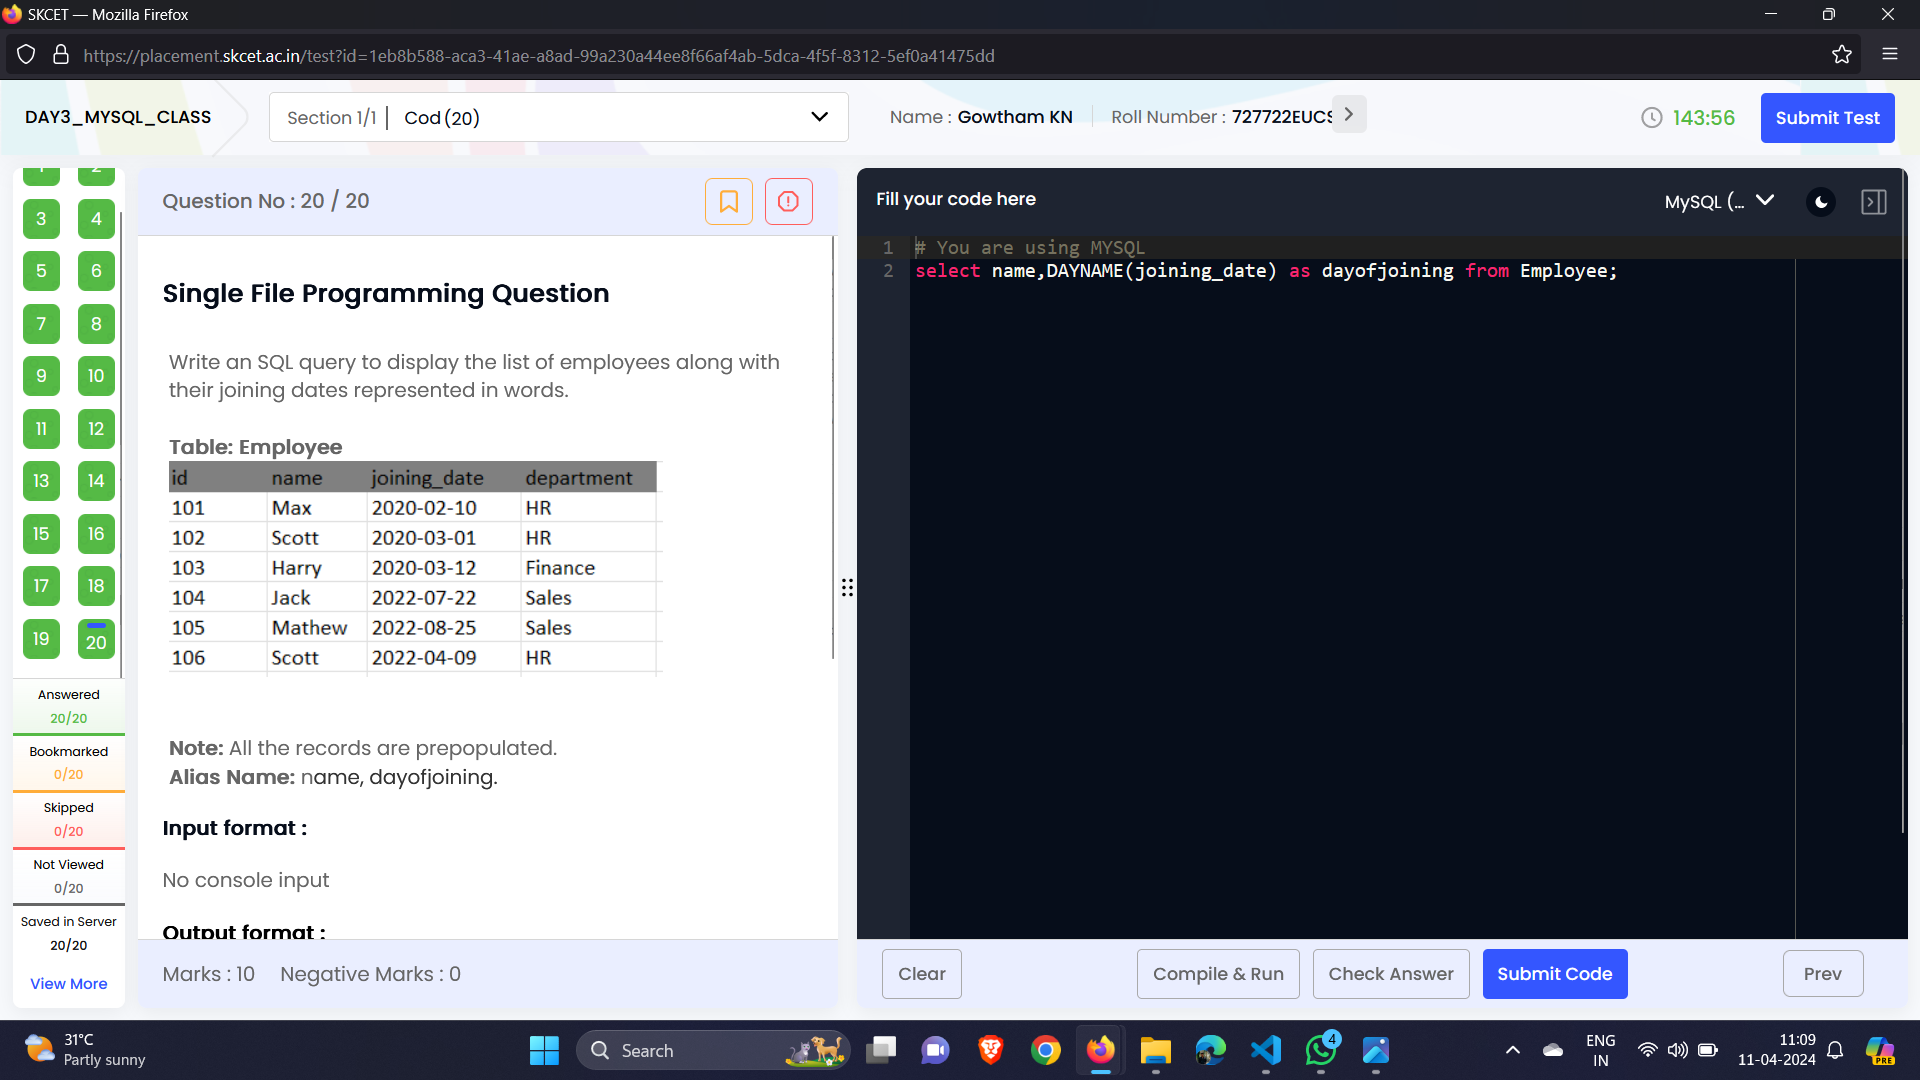 SKCET — Mozilla Firefox
https://placement.skcet.ac.in/test?id=1eb8b588-aca3-41ae-a8ad-99a230a44ee8f66af4ab-5dca-4f5f-8312-5ef0a41475dd
DAY3_MYSQL_CLASS
Section 1/1 | Cod (20)
Name : Gowtham KN
Roll Number : 727722EUCS
143:56
Submit Test
1 2
3 4
5 6
7 8
9 10
11 12
13 14
15 16
17 18
19 20
Answered
20/20
Bookmarked
0/20
Skipped
0/20
Not Viewed
0/20
Saved in Server
20/20
View More
Question No : 20 / 20
Single File Programming Question
Write an SQL query to display the list of employees along with
their joining dates represented in words.
Table: Employee
id name joining_date department
101 Max 2020-02-10 HR
102 Scott 2020-03-01 HR
103 Harry 2020-03-12 Finance
104 Jack 2022-07-22 Sales
105 Mathew 2022-08-25 Sales
106 Scott 2022-04-09 HR
Note: All the records are prepopulated.
Alias Name: name, dayofjoining.
Input format :
No console input
Output format :
Marks : 10 Negative Marks : 0
Fill your code here
MySQL (...
1 # You are using MYSQL
2 select name,DAYNAME(joining_date) as dayofjoining from Employee;
Clear
Compile & Run
Check Answer
Submit Code
Prev
31°C
Partly sunny
Search
4
ENG
IN
11:09
11-04-2024
PRE